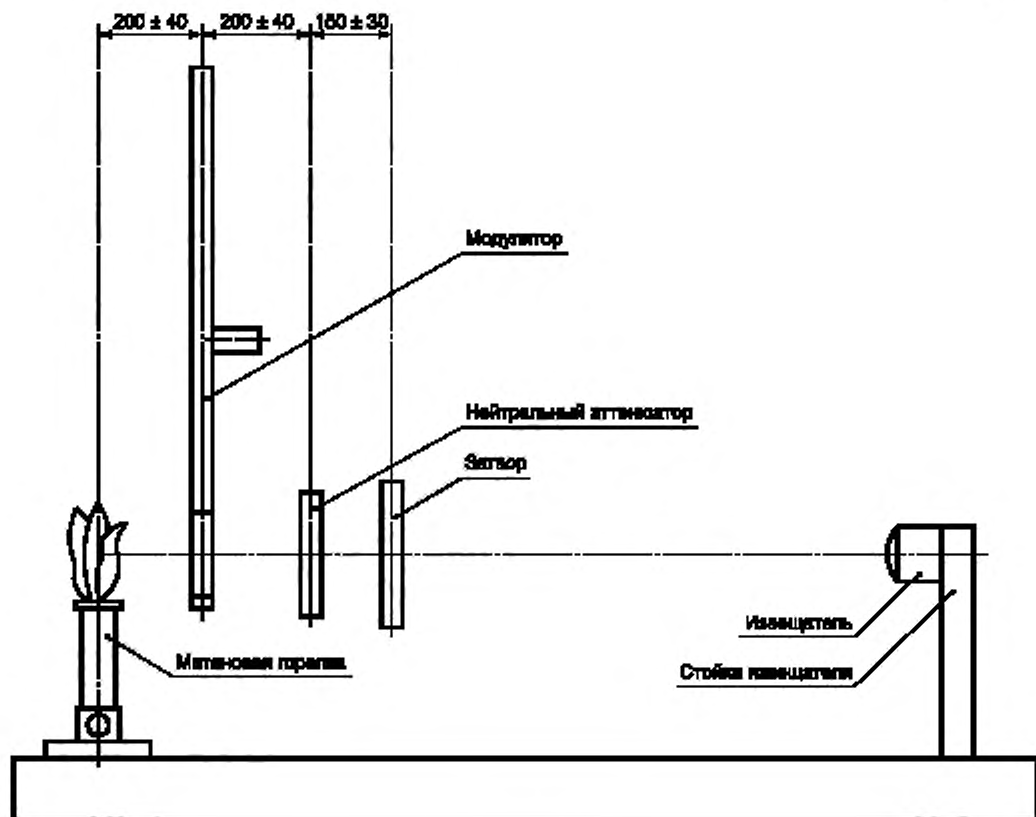 200 ± 40 200 ± 40 150 ± 30
Модулятор
Нейтральный аттенюатор
Затвор
Извещатель
Метановая горелка
Стойка извещателя